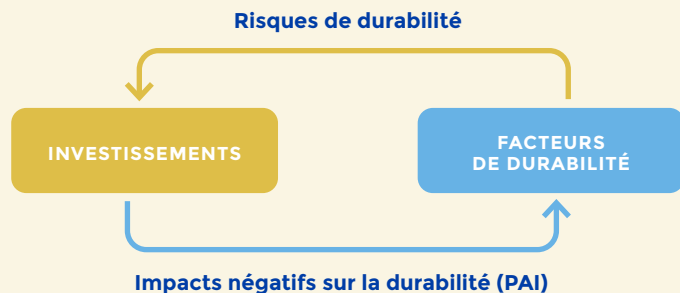 Risques de durabilité
INVESTISSEMENTS
FACTEURS
DE DURABILITÉ
Impacts négatifs sur la durabilité (PAI)